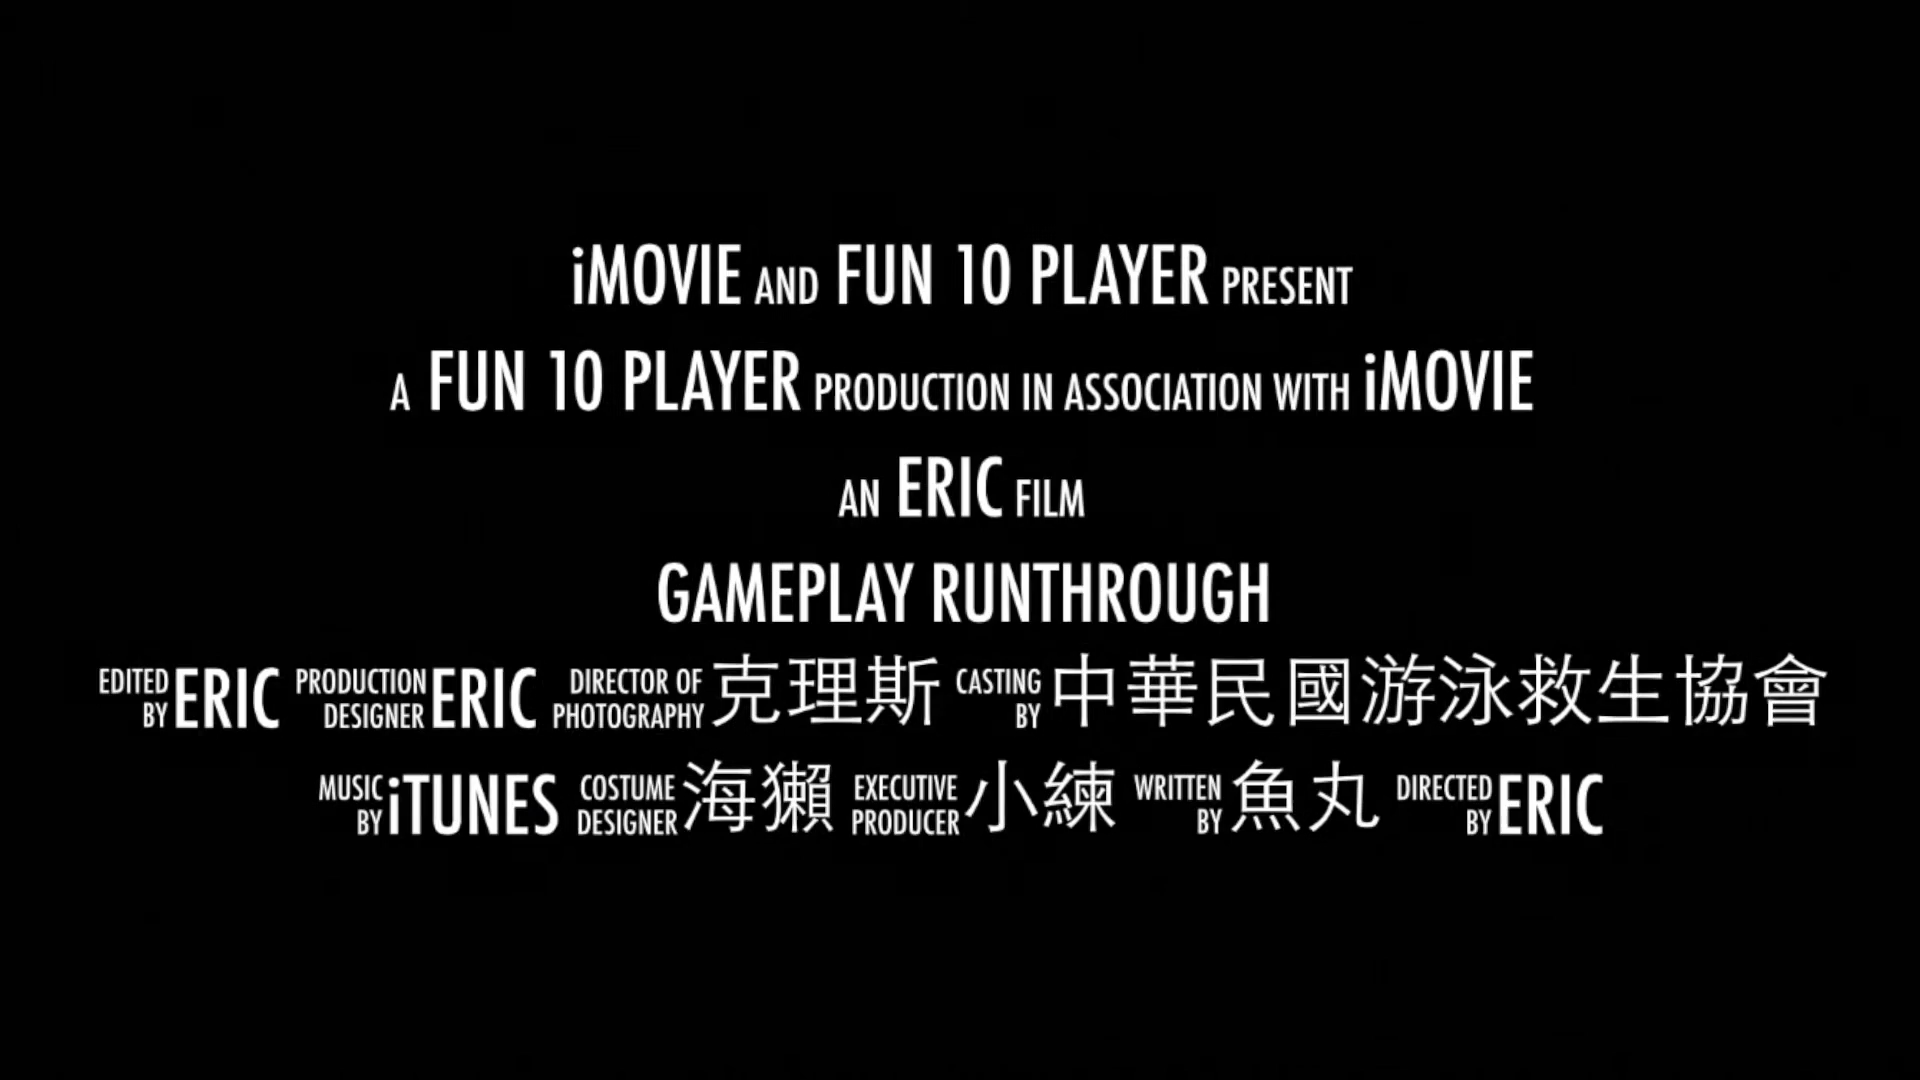 iMOVIE AND FUN 10 PLAYER PRESENT
A FUN 10 PLAYER PRODUCTION IN ASSOCIATION WITH iMOVIE
AN ERIC FILM
GAMEPLAY RUNTHROUGH
EDITED BY ERIC PRODUCTION DESIGNER ERIC DIRECTOR OF PHOTOGRAPHY 克理斯 CASTING BY 中華民國游泳救生協會
MUSIC BY iTUNES COSTUME DESIGNER 海獺 EXECUTIVE PRODUCER 小練 WRITTEN BY 魚丸 DIRECTED BY ERIC